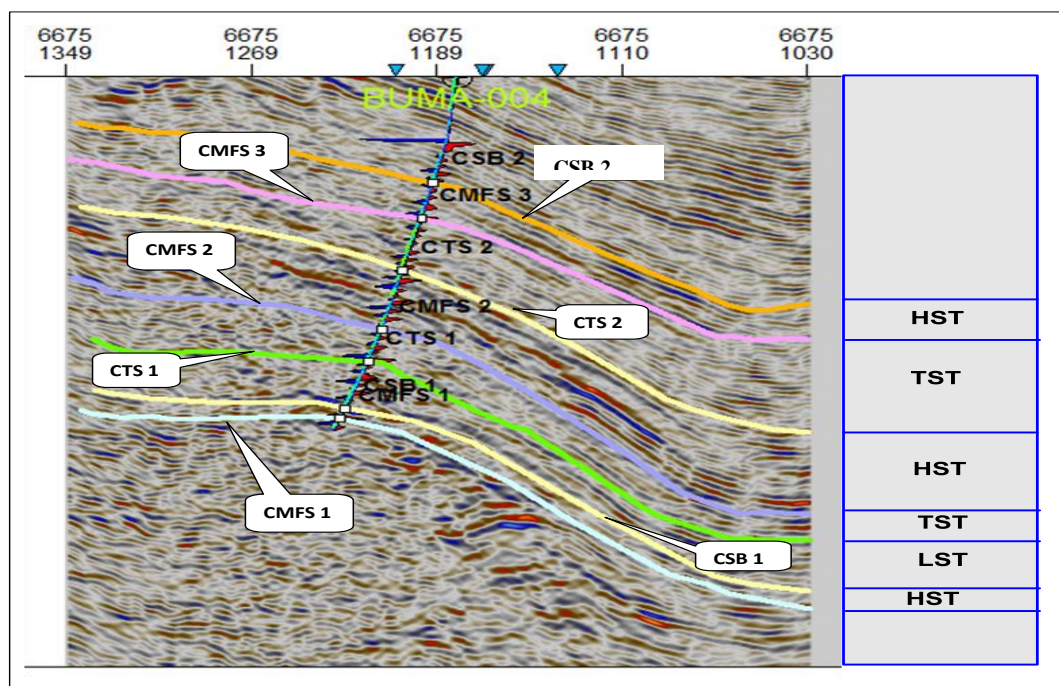 6675 6675 6675 6675 6675
1349 1269 1189 1110 1030
BUMA-004
CMFS 3
CSB 2
CSB 2
CMFS 3
CTS 2
CMFS 2
CMFS 2
CTS 2
HST
CTS 1
CTS 1
TST
CSB 1
CMFS 1
HST
CMFS 1
TST
CSB 1
LST
HST